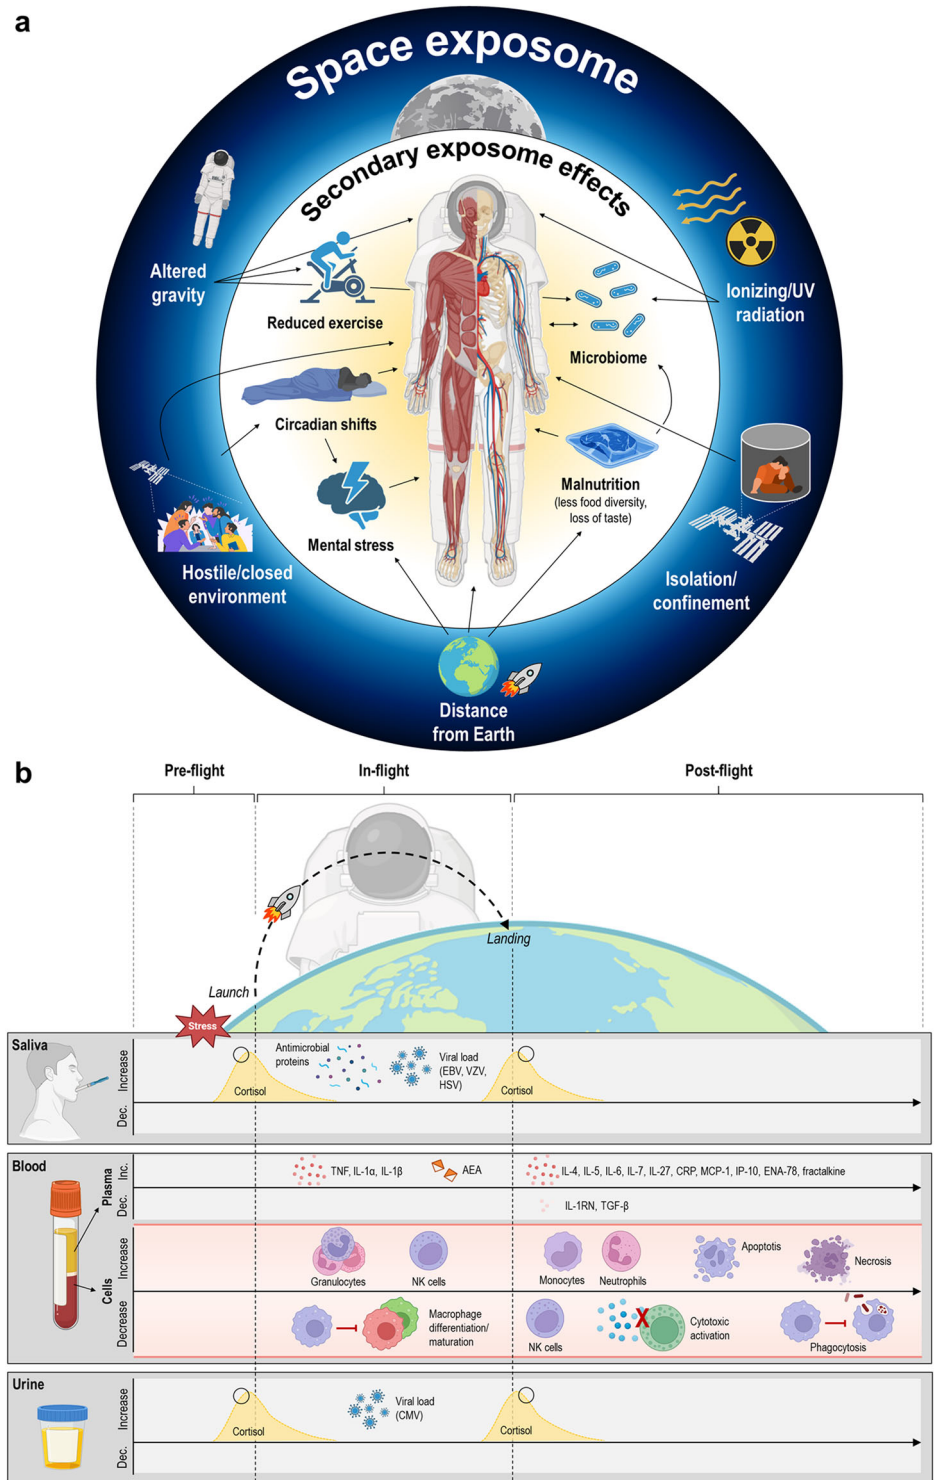 a
Space exposome
Secondary exposome effects
Altered
gravity
Reduced exercise
Ionizing/UV
radiation
Microbiome
Circadian shifts
Malnutrition
(less food diversity,
loss of taste)
Mental stress
Hostile/closed
environment
Isolation/
confinement
Distance
from Earth
b
Pre-flight
In-flight
Post-flight
Landing
Launch
Stress
Saliva
Increase
Dec.
Cortisol
Antimicrobial
proteins
Viral load
(EBV, VZV,
HSV)
Cortisol
Blood
Plasma
Cells
Inc.
Dec.
TNF, IL-1α, IL-1β
AEA
IL-4, IL-5, IL-6, IL-7, IL-27, CRP, MCP-1, IP-10, ENA-78, fractalkine
IL-1RN, TGF-β
Increase
Granulocytes
NK cells
Monocytes
Neutrophils
Apoptotis
Necrosis
Decrease
Macrophage
differentiation/
maturation
NK cells
X
Cytotoxic
activation
Phagocytosis
Urine
Increase
Dec.
Cortisol
Viral load
(CMV)
Cortisol